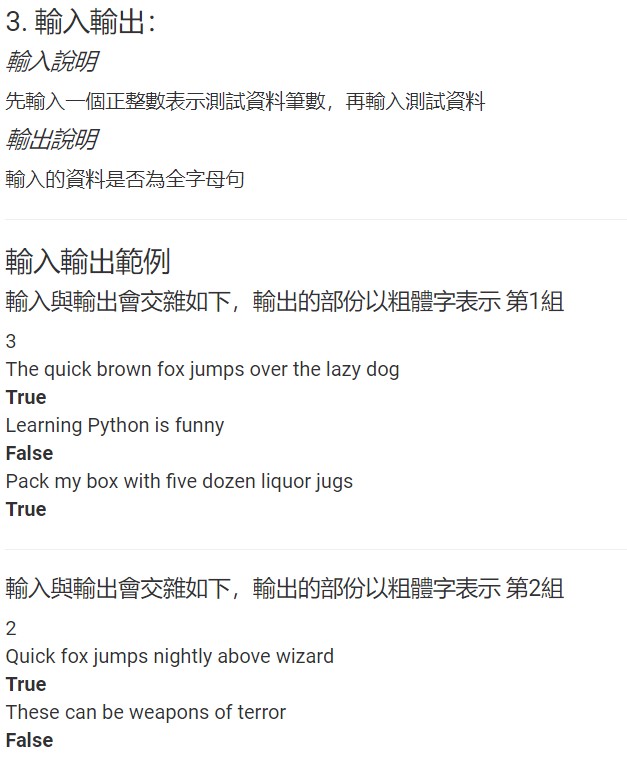 3. 輸入輸出：
輸入說明
先輸入一個正整數表示測試資料筆數，再輸入測試資料
輸出說明
輸入的資料是否為全字母句
輸入輸出範例
輸入與輸出會交雜如下，輸出的部份以粗體字表示 第1組
3
The quick brown fox jumps over the lazy dog
True
Learning Python is funny
False
Pack my box with five dozen liquor jugs
True
輸入與輸出會交雜如下，輸出的部份以粗體字表示 第2組
2
Quick fox jumps nightly above wizard
True
These can be weapons of terror
False